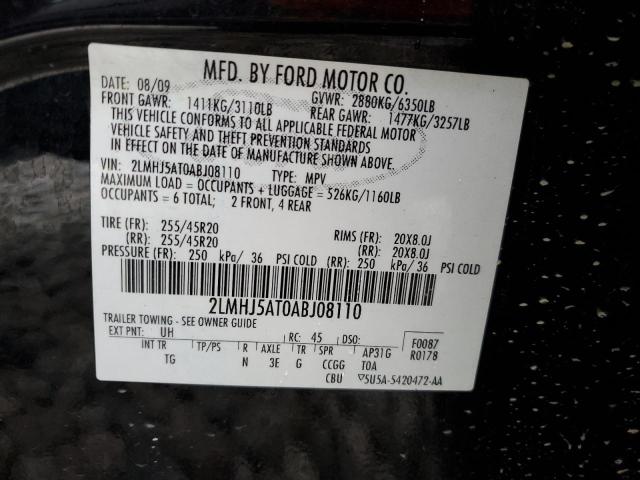 MFD. BY FORD MOTOR CO.
DATE: 08/09 GVWR: 2880KG/6350LB
FRONT GAWR: 1411KG/3110LB REAR GAWR: 1477KG/3257LB
THIS VEHICLE CONFORMS TO ALL APPLICABLE FEDERAL MOTOR
VEHICLE SAFETY AND THEFT PREVENTION STANDARDS
IN EFFECT ON THE DATE OF MANUFACTURE SHOWN ABOVE.
VIN: 2LMHJ5AT0ABJ08110 TYPE: MPV
MAXIMUM LOAD = OCCUPANTS + LUGGAGE = 526KG/1160LB
OCCUPANTS = 6 TOTAL; 2 FRONT, 4 REAR
TIRE (FR): 255/45R20 RIMS (FR): 20X8.0J
(RR): 255/45R20 (RR): 20X8.0J
PRESSURE (FR): 250 kPa/ 36 PSI COLD (RR): 250 kPa/ 36 PSI COLD
2LMHJ5AT0ABJ08110
TRAILER TOWING - SEE OWNER GUIDE
EXT PNT: UH RC: 45 DSO: F0087
INT TR TP/PS R AXLE TR SPR AP31G R0178
TG N 3E G CCGG TOA
CBU ▽5U5A-5420472-AA